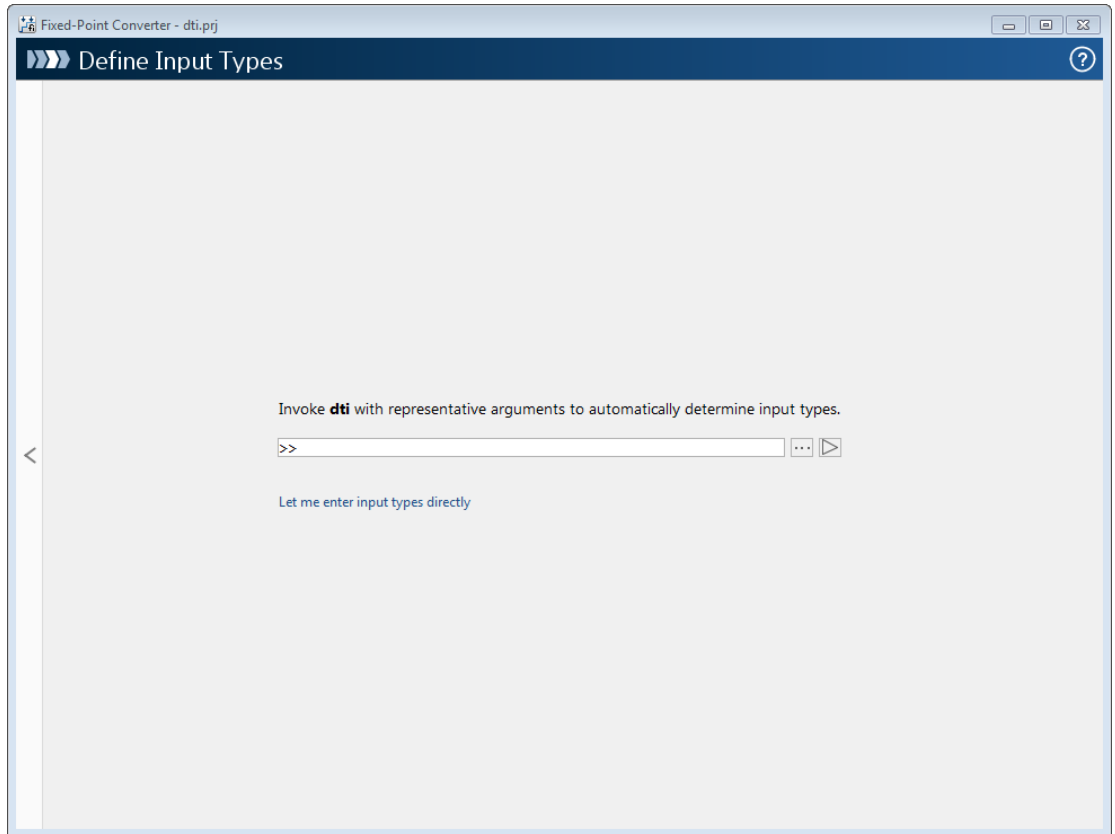 Fixed-Point Converter - dti.prj
Define Input Types
?
Invoke dti with representative arguments to automatically determine input types.
>>
...
Let me enter input types directly